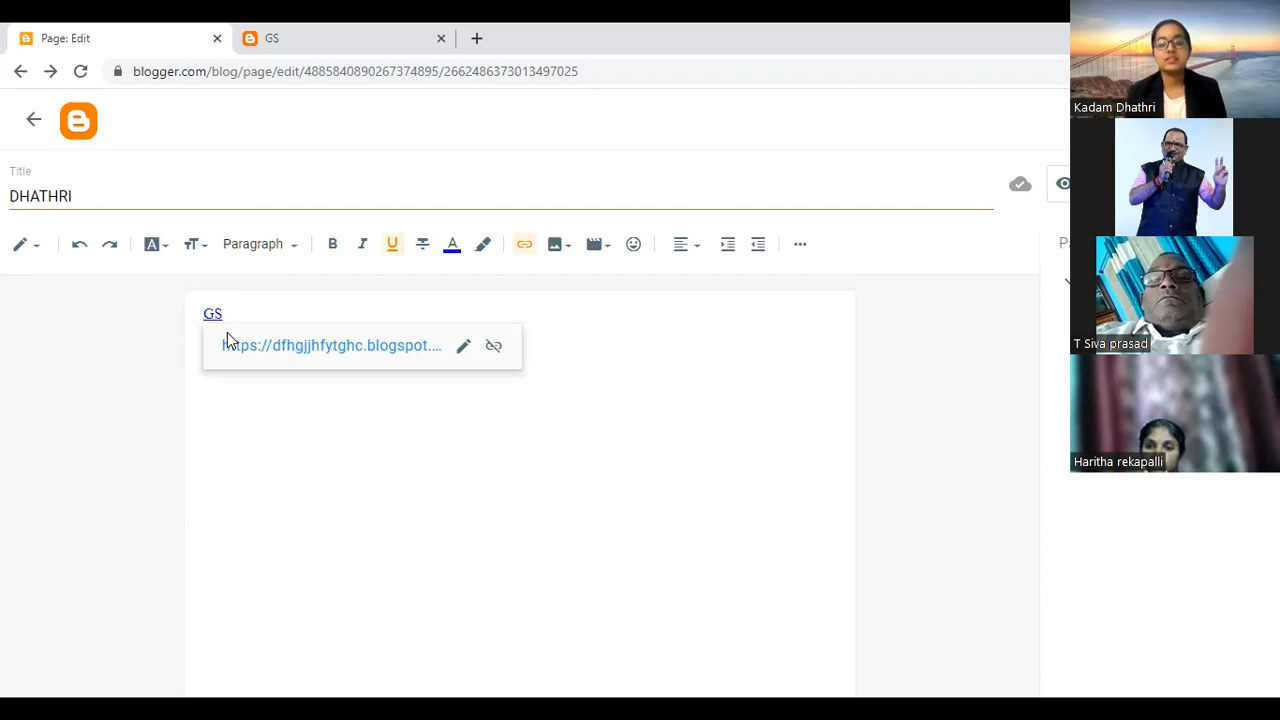 Page: Edit
GS
blogger.com/blog/page/edit/4885840890267374895/2662486373013497025
Title
DHATHRI
Paragraph
GS
https://dfhgjjhfytghc.blogspot....
Kadam Dhathri
T Siva prasad
Haritha rekapalli